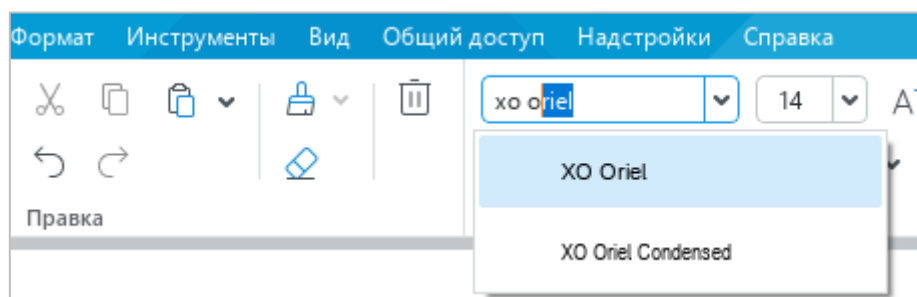 Формат Инструменты Вид Общий доступ Надстройки Справка
xo oriel 14 A
XO Oriel
Правка
XO Oriel Condensed